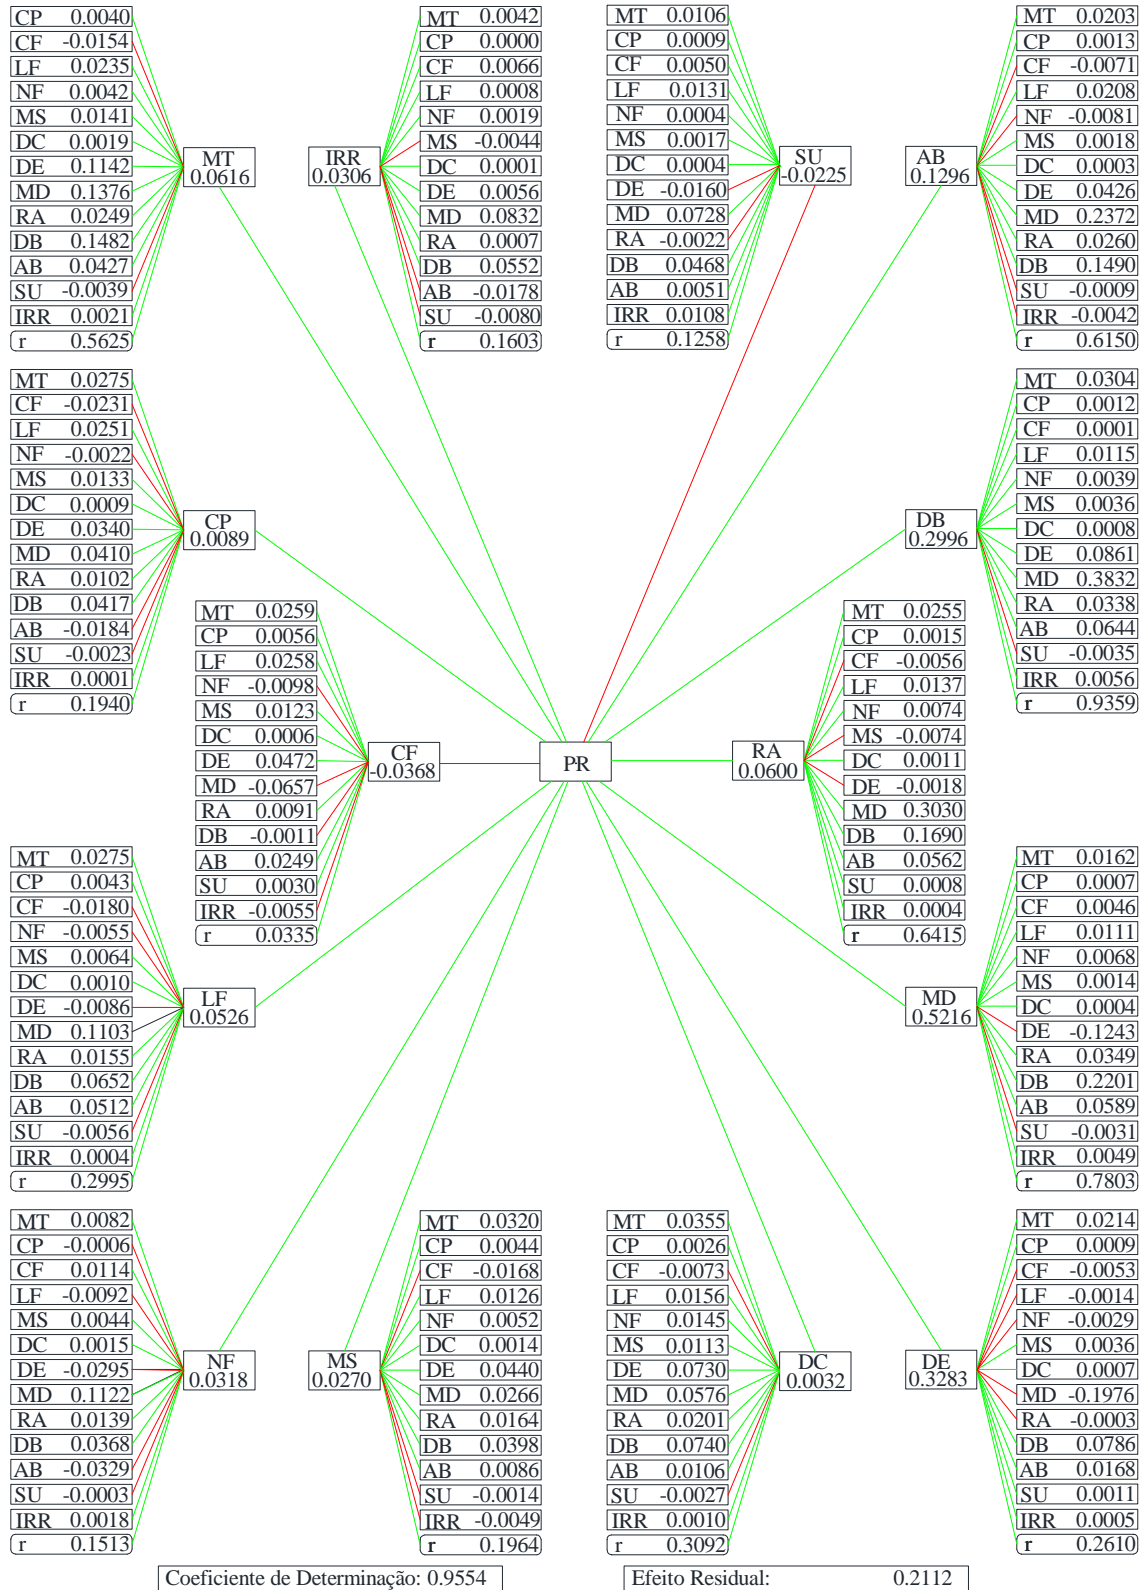 CP 0.0040
CF -0.0154
LF 0.0235
NF 0.0042
MS 0.0141
DC 0.0019
DE 0.1142
MD 0.1376
RA 0.0249
DB 0.1482
AB 0.0427
SU -0.0039
IRR 0.0021
r 0.5625
MT
0.0616
MT 0.0042
CP 0.0000
CF 0.0066
LF 0.0008
NF 0.0019
MS -0.0044
DC 0.0001
DE 0.0056
MD 0.0832
RA 0.0007
DB 0.0552
AB -0.0178
SU -0.0080
r 0.1603
IRR
0.0306
MT 0.0106
CP 0.0009
CF 0.0050
LF 0.0131
NF 0.0004
MS 0.0017
DC 0.0004
DE -0.0160
MD 0.0728
RA -0.0022
DB 0.0468
AB 0.0051
IRR 0.0108
r 0.1258
SU
-0.0225
MT 0.0203
CP 0.0013
CF -0.0071
LF 0.0208
NF -0.0081
MS 0.0018
DC 0.0003
DE 0.0426
MD 0.2372
RA 0.0260
DB 0.1490
SU -0.0009
IRR -0.0042
r 0.6150
AB
0.1296
MT 0.0275
CF -0.0231
LF 0.0251
NF -0.0022
MS 0.0133
DC 0.0009
DE 0.0340
MD 0.0410
RA 0.0102
DB 0.0417
AB -0.0184
SU -0.0023
IRR 0.0001
r 0.1940
CP
0.0089
MT 0.0304
CP 0.0012
CF 0.0001
LF 0.0115
NF 0.0039
MS 0.0036
DC 0.0008
DE 0.0861
MD 0.3832
RA 0.0338
AB 0.0644
SU -0.0035
IRR 0.0056
r 0.9359
DB
0.2996
MT 0.0259
CP 0.0056
LF 0.0258
NF -0.0098
MS 0.0123
DC 0.0006
DE 0.0472
MD -0.0657
RA 0.0091
DB -0.0011
AB 0.0249
SU 0.0030
IRR -0.0055
r 0.0335
CF
-0.0368
PR
RA
0.0600
MT 0.0255
CP 0.0015
CF -0.0056
LF 0.0137
NF 0.0074
MS -0.0074
DC 0.0011
DE -0.0018
MD 0.3030
DB 0.1690
AB 0.0562
SU 0.0008
IRR 0.0004
r 0.6415
MT 0.0275
CP 0.0043
CF -0.0180
NF -0.0055
MS 0.0064
DC 0.0010
DE -0.0086
MD 0.1103
RA 0.0155
DB 0.0652
AB 0.0512
SU -0.0056
IRR 0.0004
r 0.2995
LF
0.0526
MT 0.0162
CP 0.0007
CF 0.0046
LF 0.0111
NF 0.0068
MS 0.0014
DC 0.0004
DE -0.1243
RA 0.0349
DB 0.2201
AB 0.0589
SU -0.0031
IRR 0.0049
r 0.7803
MD
0.5216
MT 0.0082
CP -0.0006
CF 0.0114
LF -0.0092
MS 0.0044
DC 0.0015
DE -0.0295
MD 0.1122
RA 0.0139
DB 0.0368
AB -0.0329
SU -0.0003
IRR 0.0018
r 0.1513
NF
0.0318
MT 0.0320
CP 0.0044
CF -0.0168
LF 0.0126
NF 0.0052
DC 0.0014
DE 0.0440
MD 0.0266
RA 0.0164
DB 0.0398
AB 0.0086
SU -0.0014
IRR -0.0049
r 0.1964
MS
0.0270
MT 0.0355
CP 0.0026
CF -0.0073
LF 0.0156
NF 0.0145
MS 0.0113
DE 0.0730
MD 0.0576
RA 0.0201
DB 0.0740
AB 0.0106
SU -0.0027
IRR 0.0010
r 0.3092
DC
0.0032
MT 0.0214
CP 0.0009
CF -0.0053
LF -0.0014
NF -0.0029
MS 0.0036
DC 0.0007
MD -0.1976
RA -0.0003
DB 0.0786
AB 0.0168
SU 0.0011
IRR 0.0005
r 0.2610
DE
0.3283
Coeficiente de Determinação: 0.9554
Efeito Residual: 0.2112